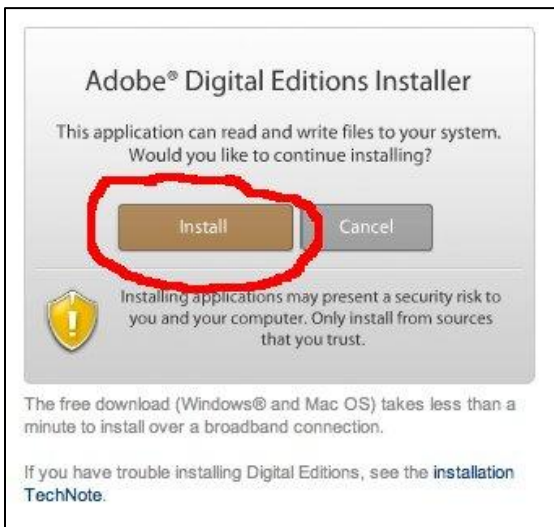 Adobe® Digital Editions Installer
This application can read and write files to your system.
Would you like to continue installing?
Install
Cancel
Installing applications may present a security risk to
you and your computer. Only install from sources
that you trust.
The free download (Windows® and Mac OS) takes less than a
minute to install over a broadband connection.
If you have trouble installing Digital Editions, see the installation
TechNote.